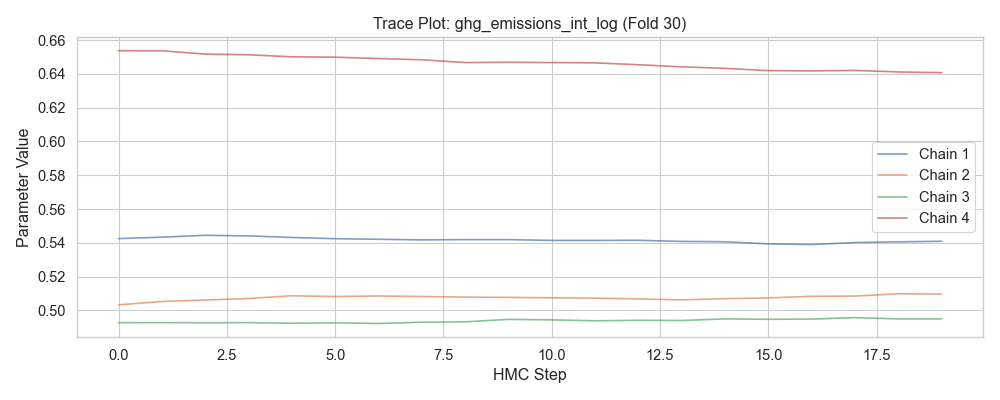 Trace Plot: ghg_emissions_int_log (Fold 30)
Parameter Value
0.66
0.64
0.62
0.60
0.58
0.56
0.54
0.52
0.50
Chain 1
Chain 2
Chain 3
Chain 4
0.0 2.5 5.0 7.5 10.0 12.5 15.0 17.5
HMC Step